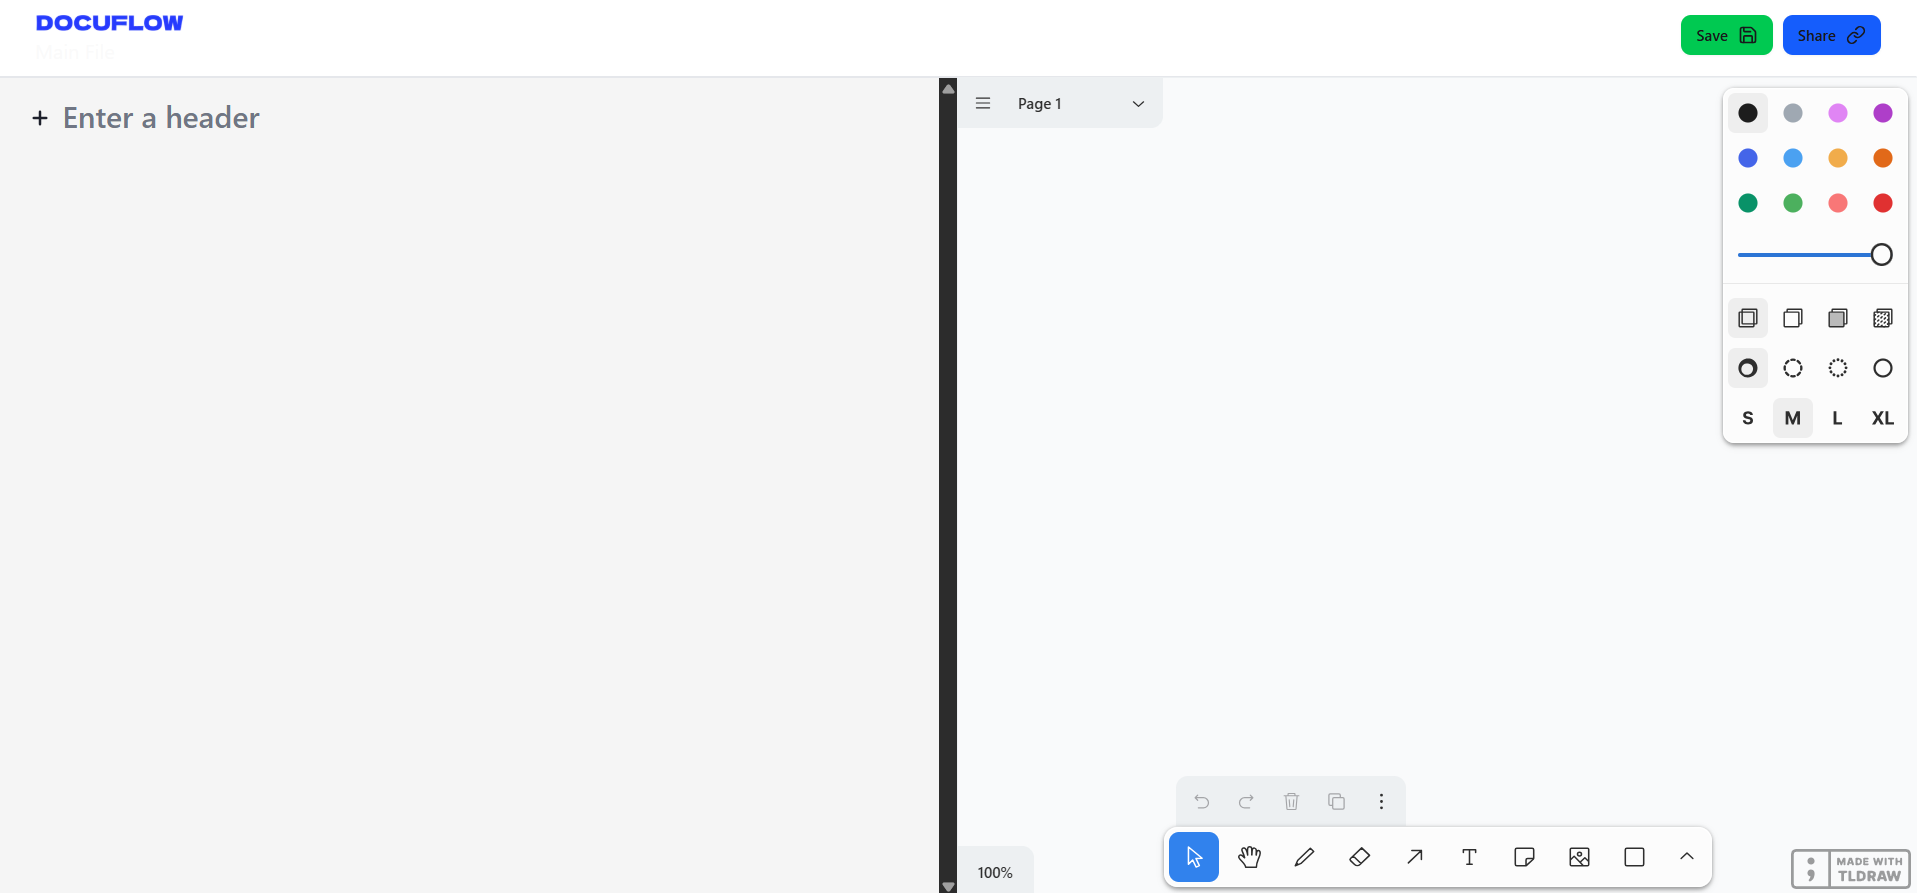 DOCUFLOW
Main File
Save
Share
Enter a header
Page 1
S M L XL
100%
MADE WITH
TLDRAW